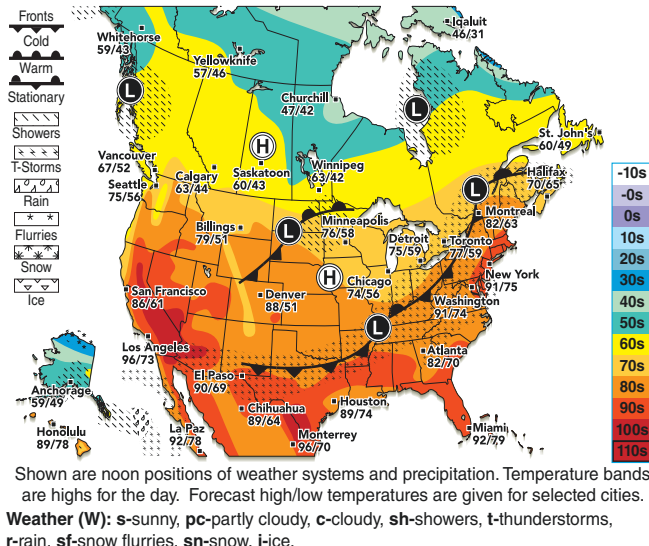 Fronts
Cold
Warm
Stationary
Showers
T-Storms
Rain
Flurries
Snow
Ice
Whitehorse
59/43
Yellowknife
57/46
Iqaluit
46/31
Churchill
47/42
L
L
H
St. John's
60/49
Vancouver
67/52
Seattle
75/56
Calgary
63/44
Saskatoon
60/43
Winnipeg
63/42
Halifax
70/65
L
Montreal
82/63
Billings
79/51
L
Minneapolis
76/58
Detroit
75/59
Toronto
77/59
New York
91/75
San Francisco
86/61
Denver
88/51
H
Chicago
74/56
Washington
91/74
L
Los Angeles
96/73
El Paso
90/69
Atlanta
82/70
Anchorage
59/49
Honolulu
89/78
La Paz
92/78
Chihuahua
89/64
Houston
89/74
Monterrey
96/70
Miami
92/79
-10s
-0s
0s
10s
20s
30s
40s
50s
60s
70s
80s
90s
100s
110s
Shown are noon positions of weather systems and precipitation. Temperature bands
are highs for the day. Forecast high/low temperatures are given for selected cities.
Weather (W): s-sunny, pc-partly cloudy, c-cloudy, sh-showers, t-thunderstorms,
r-rain, sf-snow flurries, sn-snow, i-ice.